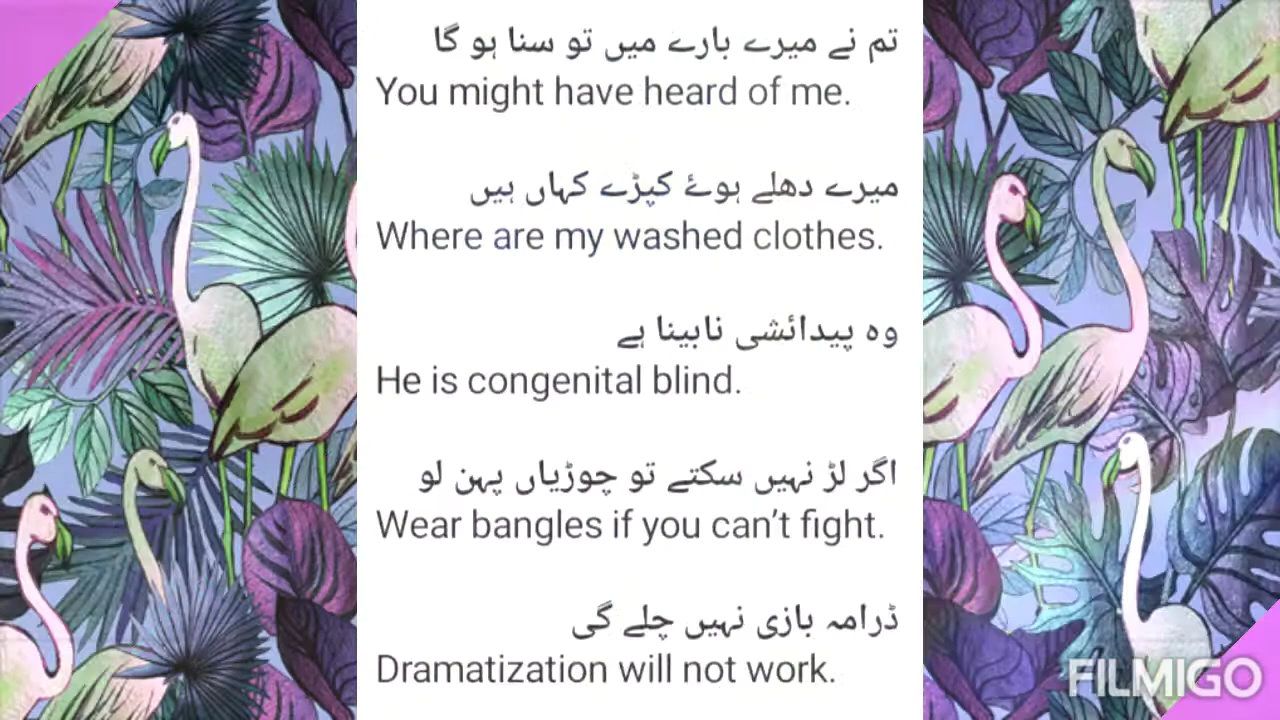 تم نے میرے بارے میں تو سنا ہو گا
You might have heard of me.
میرے دھلے ہوئے کپڑے کہاں ہیں
Where are my washed clothes.
وہ پیدائشی نابینا ہے
He is congenital blind.
اگر لڑ نہیں سکتے تو چوڑیاں پہن لو
Wear bangles if you can’t fight.
ڈرامہ بازی نہیں چلے گی
Dramatization will not work.
FILMIGO